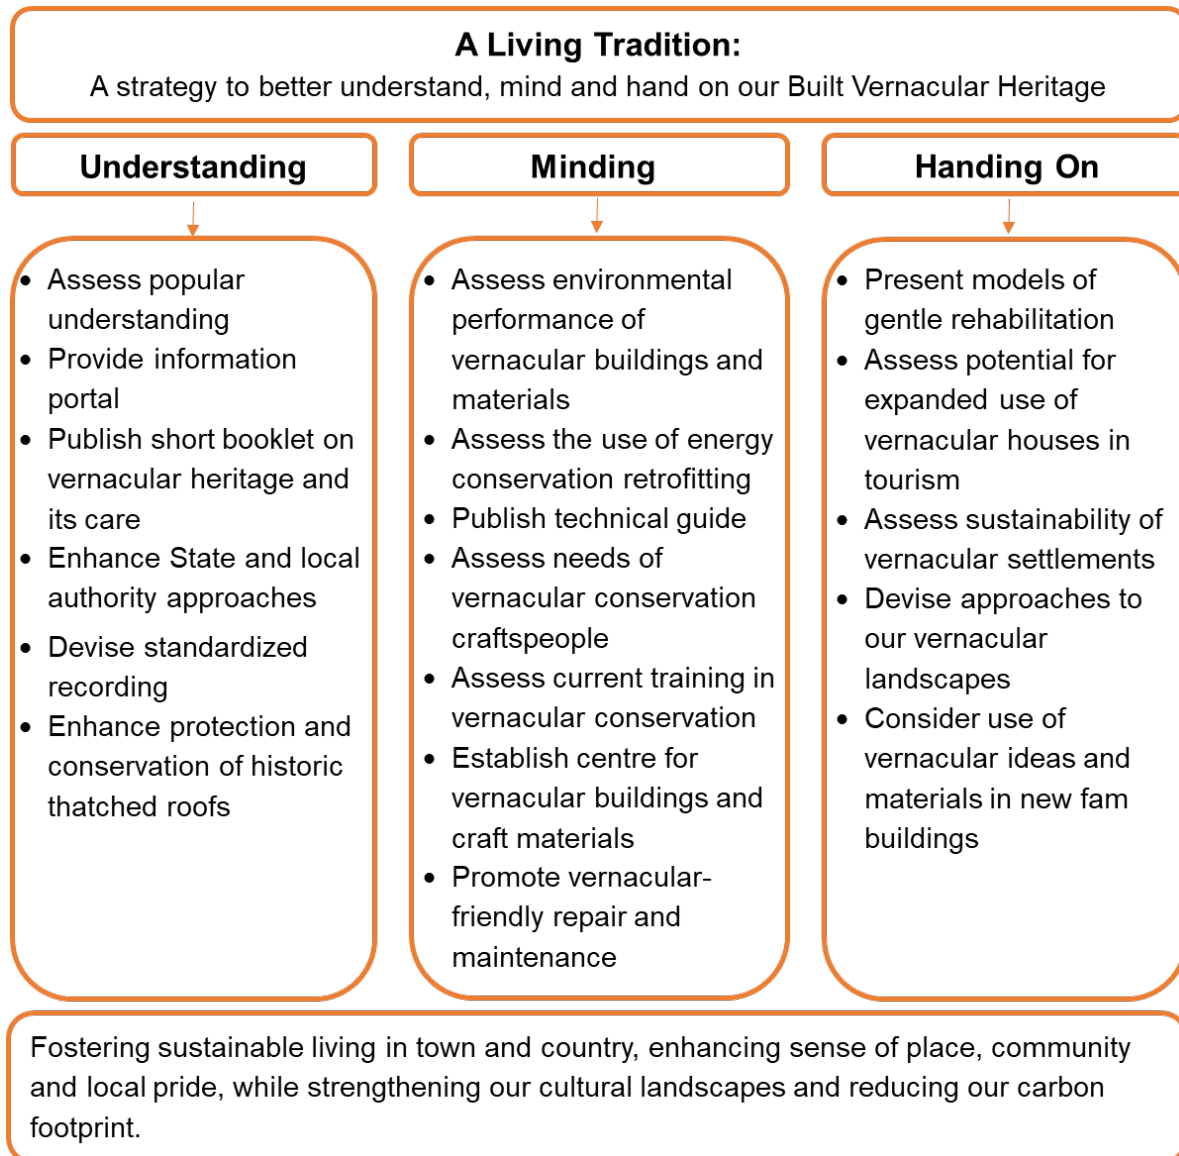 A Living Tradition:
A strategy to better understand, mind and hand on our Built Vernacular Heritage
Understanding
• Assess popular
understanding
• Provide information
portal
• Publish short booklet on
vernacular heritage and
its care
• Enhance State and local
authority approaches
• Devise standardized
recording
• Enhance protection and
conservation of historic
thatched roofs
Minding
• Assess environmental
performance of
vernacular buildings and
materials
• Assess the use of energy
conservation retrofitting
• Publish technical guide
• Assess needs of
vernacular conservation
craftspeople
• Assess current training in
vernacular conservation
• Establish centre for
vernacular buildings and
craft materials
• Promote vernacular-
friendly repair and
maintenance
Handing On
• Present models of
gentle rehabilitation
• Assess potential for
expanded use of
vernacular houses in
tourism
• Assess sustainability of
vernacular settlements
• Devise approaches to
our vernacular
landscapes
• Consider use of
vernacular ideas and
materials in new fam
buildings
Fostering sustainable living in town and country, enhancing sense of place, community
and local pride, while strengthening our cultural landscapes and reducing our carbon
footprint.